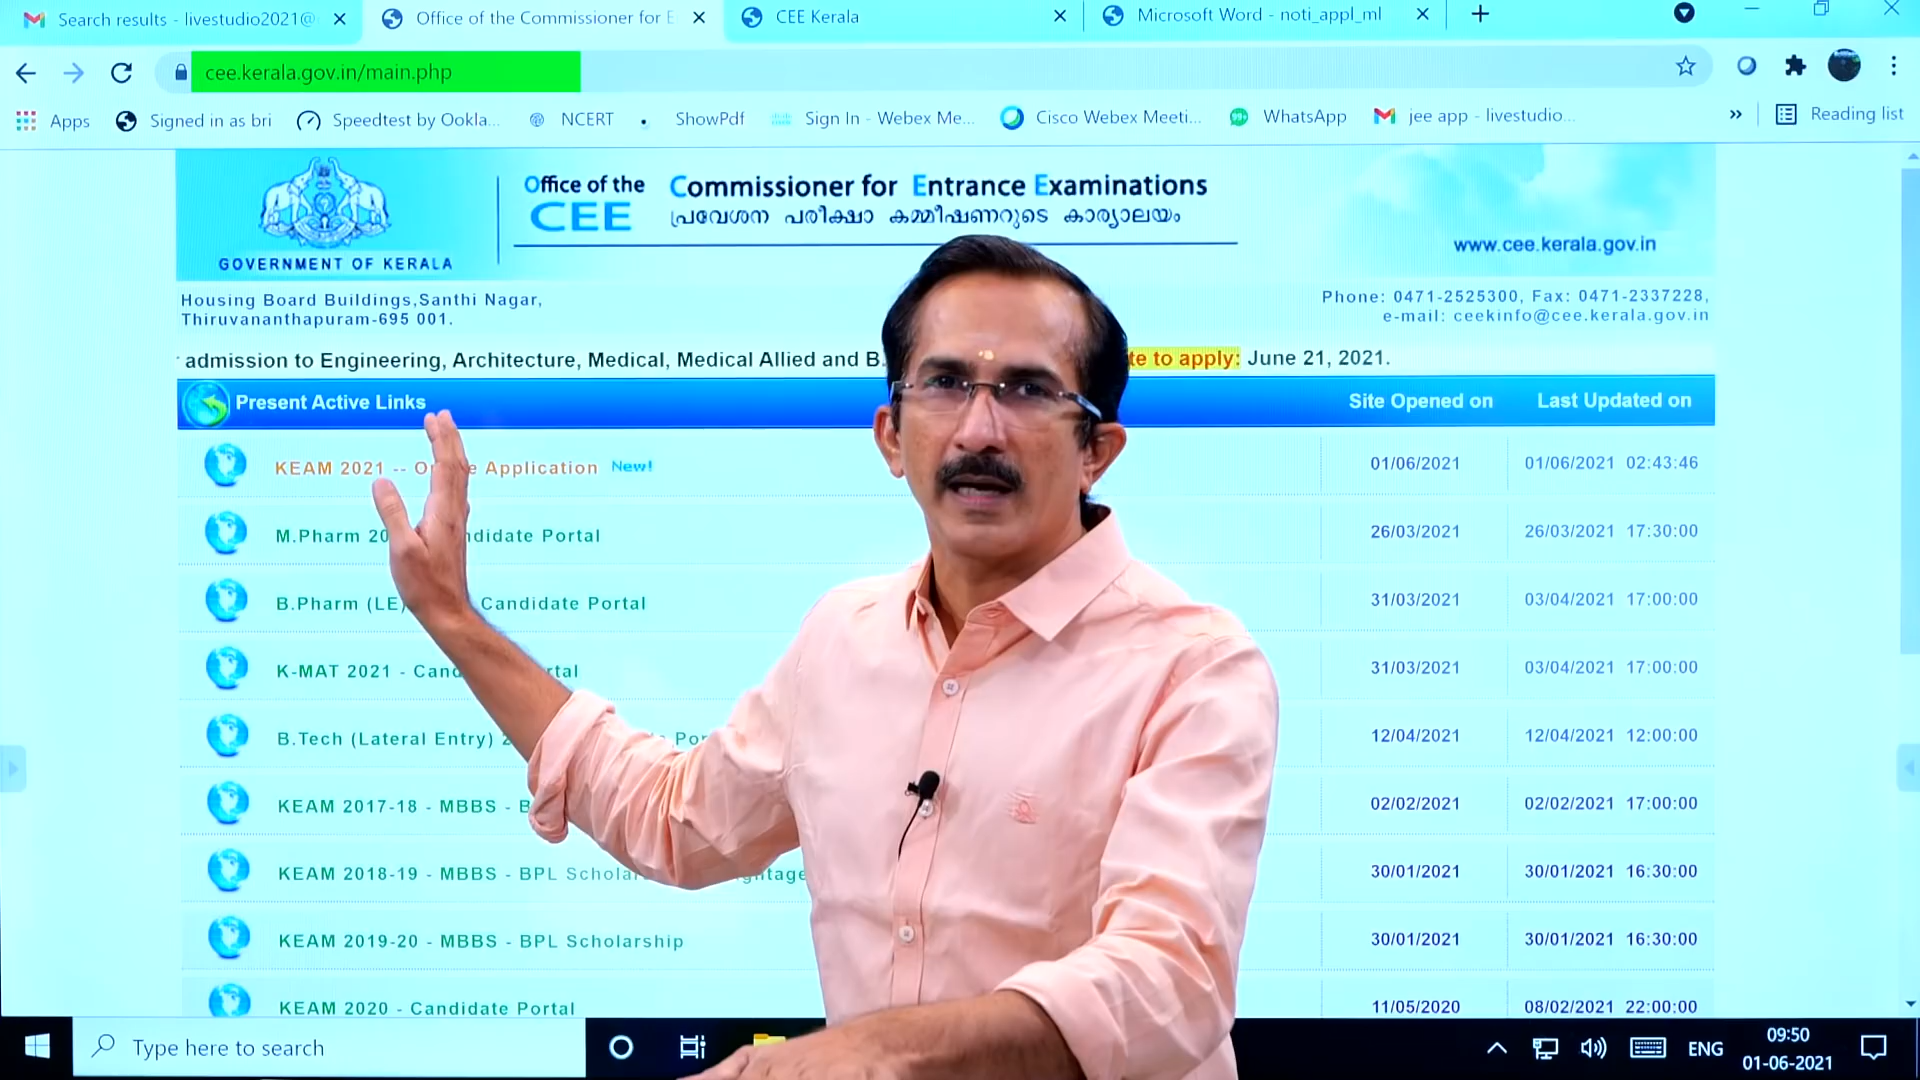 Search results - livestudio2021@
Office of the Commissioner for E
CEE Kerala
Microsoft Word - noti_appl_ml
cee.kerala.gov.in/main.php
Apps
Signed in as bri
Speedtest by Ookla...
NCERT
ShowPdf
Sign In - Webex Me...
Cisco Webex Meeti...
WhatsApp
jee app - livestudio...
Reading list
GOVERNMENT OF KERALA
Office of the
CEE
Commissioner for Entrance Examinations
പ്രവേശന പരീക്ഷാ കമ്മീഷണറുടെ കാര്യാലയം
www.cee.kerala.gov.in
Housing Board Buildings,Santhi Nagar,
Thiruvananthapuram-695 001.
Phone: 0471-2525300, Fax: 0471-2337228,
e-mail: ceekinfo@cee.kerala.gov.in
admission to Engineering, Architecture, Medical, Medical Allied and B. te to apply: June 21, 2021.
Present Active Links Site Opened on Last Updated on
KEAM 2021 -- O e Application New! 01/06/2021 01/06/2021 02:43:46
M.Pharm 20 ndidate Portal 26/03/2021 26/03/2021 17:30:00
B.Pharm (LE) Candidate Portal 31/03/2021 03/04/2021 17:00:00
K-MAT 2021 - Cand tal 31/03/2021 03/04/2021 17:00:00
B.Tech (Lateral Entry) 2 Por 12/04/2021 12/04/2021 12:00:00
KEAM 2017-18 - MBBS - B 02/02/2021 02/02/2021 17:00:00
KEAM 2018-19 - MBBS - BPL Scholar ghtage 30/01/2021 30/01/2021 16:30:00
KEAM 2019-20 - MBBS - BPL Scholarship 30/01/2021 30/01/2021 16:30:00
KEAM 2020 - Candidate Portal 11/05/2020 08/02/2021 22:00:00
Type here to search
ENG
09:50
01-06-2021